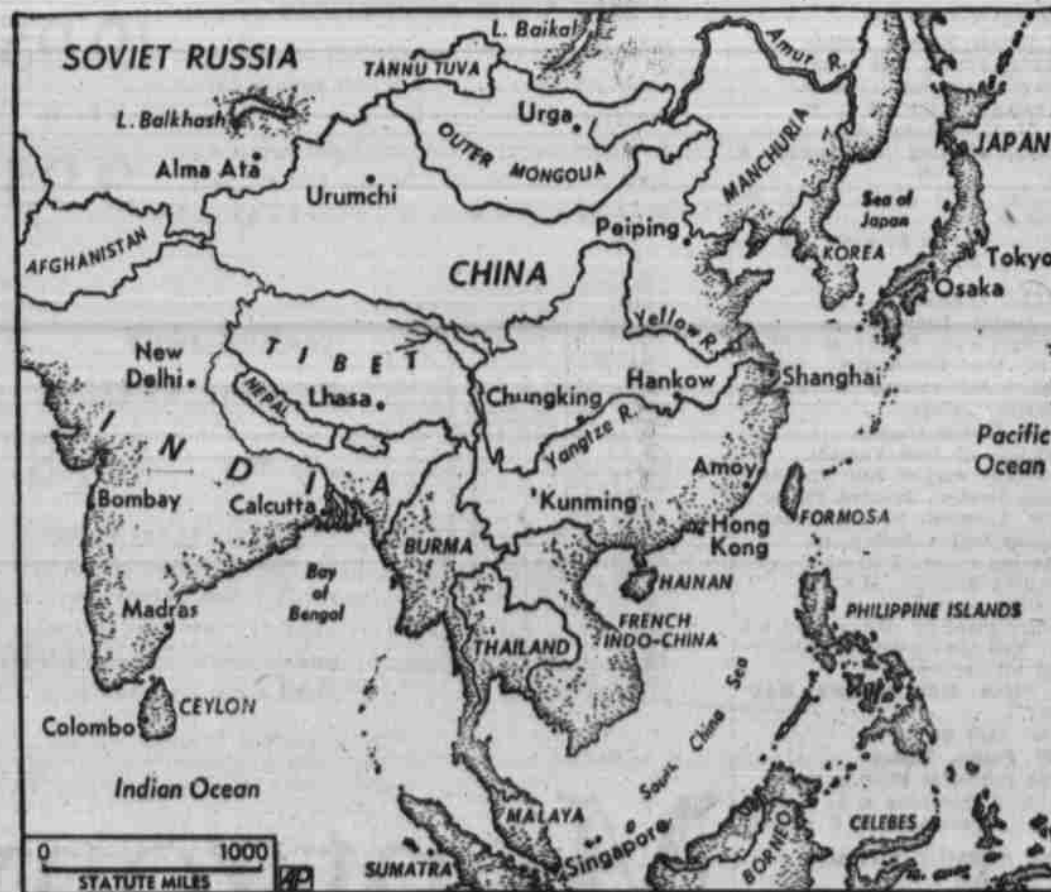 L. Baikal
SOVIET RUSSIA
Amur R.
TANNU TUVA
L. Balkhash
Urga
OUTER
MONGOLIA
MANCHURIA
JAPAN
Alma Ata
Urumchi
Sea of
Japan
Peiping
AFGHANISTAN
KOREA
Tokyo
CHINA
Osaka
Yellow R.
TIBET
New
Delhi
NEPAL
Lhasa
Chungking
Hankow
Shanghai
Yangtze R.
INDIA
Pacific
Ocean
Amoy
Bombay
Calcutta
Kunming
Hong
Kong
FORMOSA
BURMA
Bay
of
Bengal
HAINAN
Madras
FRENCH
INDO-CHINA
PHILIPPINE ISLANDS
THAILAND
CEYLON
Colombo
South China Sea
Indian Ocean
MALAYA
Singapore
BORNEO
CELEBES
SUMATRA
0 1000
STATUTE MILES
AP